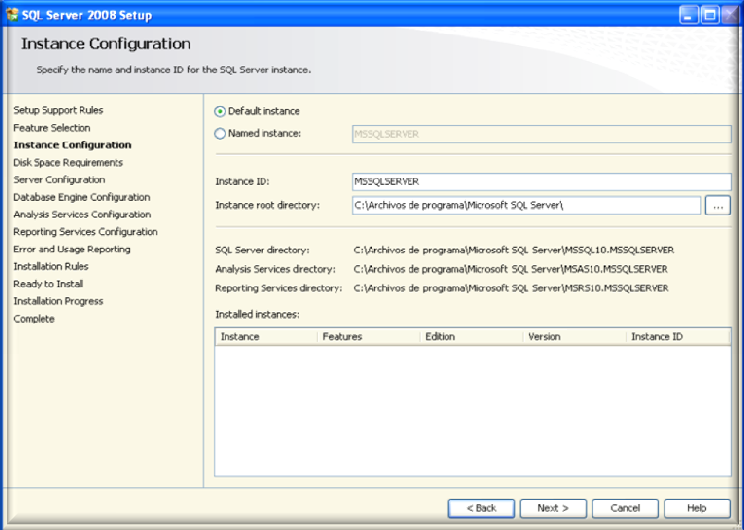 SQL Server 2008 Setup
Instance Configuration
Specify the name and instance ID for the SQL Server instance.
Setup Support Rules
Feature Selection
Instance Configuration
Disk Space Requirements
Server Configuration
Database Engine Configuration
Analysis Services Configuration
Reporting Services Configuration
Error and Usage Reporting
Installation Rules
Ready to Install
Installation Progress
Complete
Default instance
Named instance: MSSQLSERVER
Instance ID: MSSQLSERVER
Instance root directory: C:\Archivos de programa\Microsoft SQL Server\ ...
SQL Server directory: C:\Archivos de programa\Microsoft SQL Server\MSSQL10.MSSQLSERVER
Analysis Services directory: C:\Archivos de programa\Microsoft SQL Server\MSAS10.MSSQLSERVER
Reporting Services directory: C:\Archivos de programa\Microsoft SQL Server\MSRS10.MSSQLSERVER
Installed instances:
Instance Features Edition Version Instance ID
< Back Next > Cancel Help